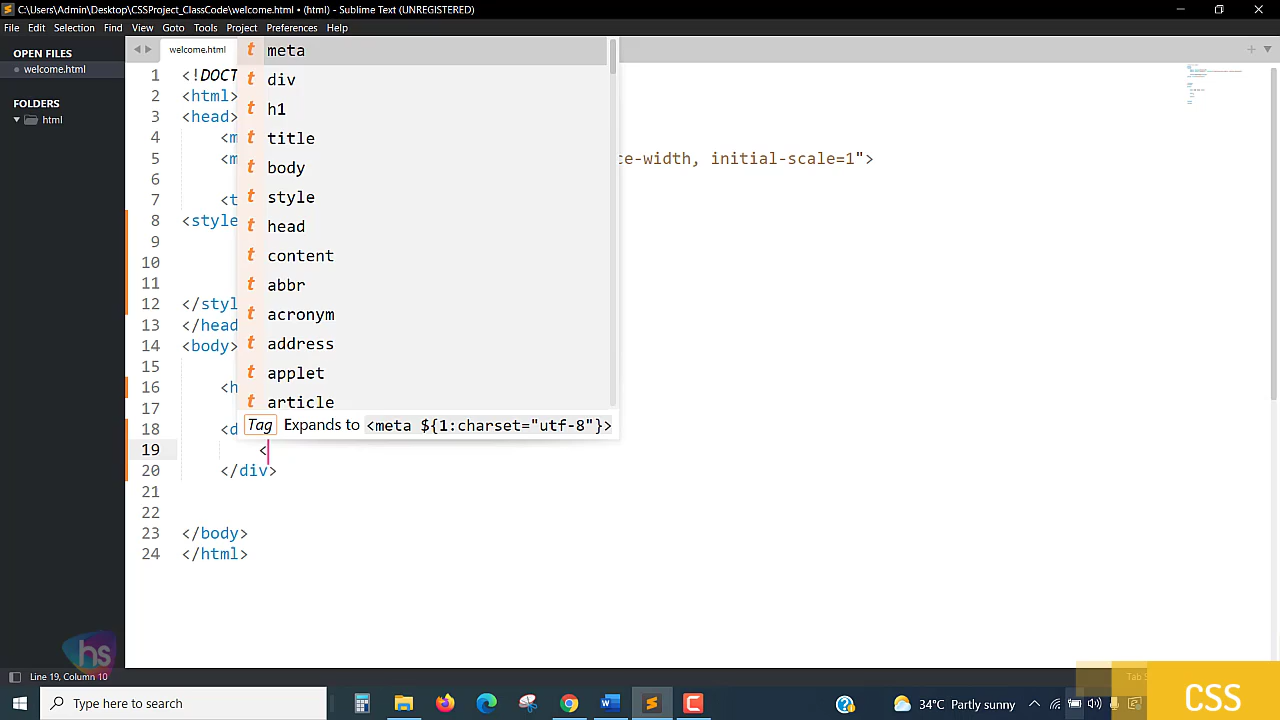 C:\Users\Admin\Desktop\CSSProject_ClassCode\welcome.html • (html) - Sublime Text (UNREGISTERED)
File Edit Selection Find View Goto Tools Project Preferences Help
OPEN FILES
welcome.html
FOLDERS
html
welcome.html
1 <!DOCT
2 <html>
3 <head>
4 <m
5 <m ce-width, initial-scale=1">
6
7 <t
8 <style
9
10
11
12 </styl
13 </head
14 <body>
15
16 <h
17
18 <d
19 <
20 </div>
21
22
23 </body>
24 </html>
t meta
t div
t h1
t title
t body
t style
t head
t content
t abbr
t acronym
t address
t applet
t article
Tag Expands to <meta ${1:charset="utf-8"}>
hs
Line 19, Column 10
Tab S
CSS
Type here to search
34°C Partly sunny